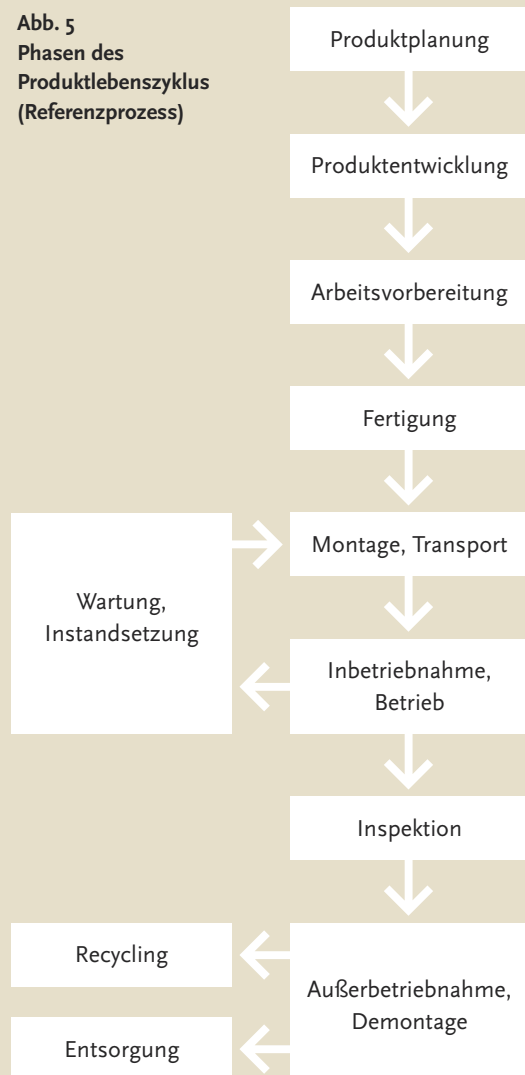 Abb. 5
Phasen des
Produktlebenszyklus
(Referenzprozess)
Produktplanung
Produktentwicklung
Arbeitsvorbereitung
Fertigung
Montage, Transport
Wartung,
Instandsetzung
Inbetriebnahme,
Betrieb
Inspektion
Recycling
Außerbetriebnahme,
Demontage
Entsorgung